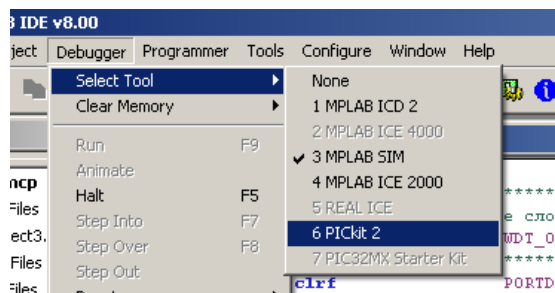 B IDE v8.00
ject Debugger Programmer Tools Configure Window Help
Select Tool
Clear Memory
Run F9
Animate
Halt F5
Step Into F7
Step Over F8
Step Out
None
1 MPLAB ICD 2
2 MPLAB ICE 4000
3 MPLAB SIM
4 MPLAB ICE 2000
5 REAL ICE
6 PICkit 2
7 PIC32MX Starter Kit
mcp
Files
ect3.
Files
Files
*****
е сло
WDT_O
*****
clrf PORTD